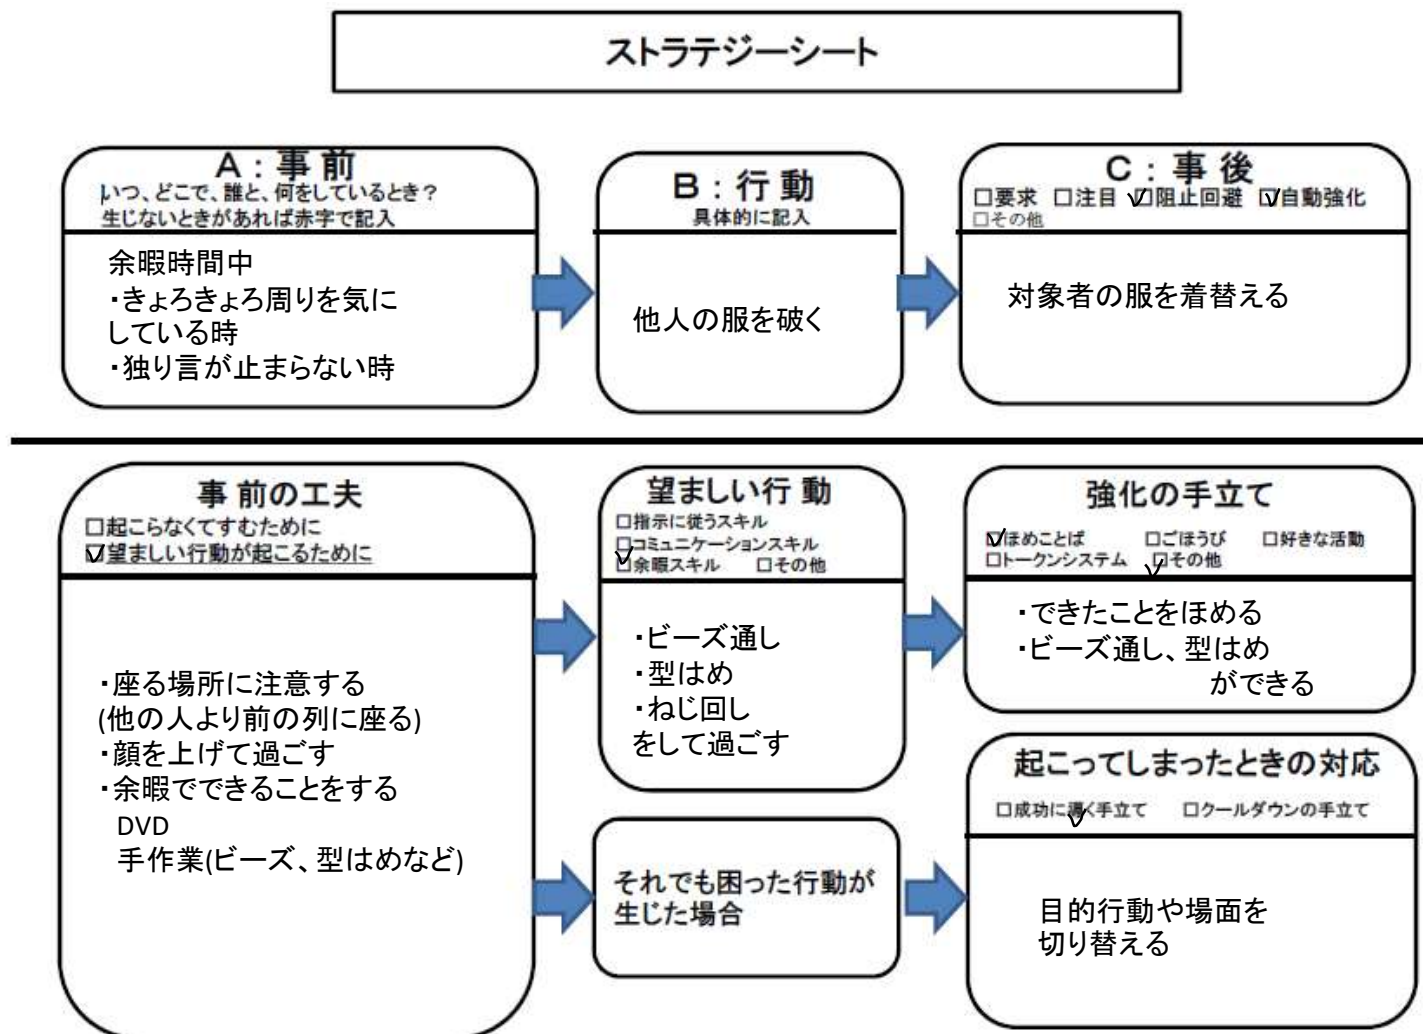 ストラテジーシート
A:事前
いつ、どこで、誰と、何をしているとき?
生じないときがあれば赤字で記入
余暇時間中
・きょろきょろ周りを気に
している時
・独り言が止まらない時
B:行動
具体的に記入
他人の服を破く
C:事後
□要求 □注目 ☑阻止回避 ☑自動強化
□その他
対象者の服を着替える
事前の工夫
□起こらなくてすむために
☑望ましい行動が起こるために
・座る場所に注意する
(他の人より前の列に座る)
・顔を上げて過ごす
・余暇でできることをする
DVD
手作業(ビーズ、型はめなど)
望ましい行動
□指示に従うスキル
□コミュニケーションスキル
☑余暇スキル □その他
・ビーズ通し
・型はめ
・ねじ回し
をして過ごす
強化の手立て
☑ほめことば □ごほうび □好きな活動
□トークンシステム ☑その他
・できたことをほめる
・ビーズ通し、型はめ
ができる
それでも困った行動が
生じた場合
起こってしまったときの対応
□成功に導く手立て □クールダウンの手立て
目的行動や場面を
切り替える